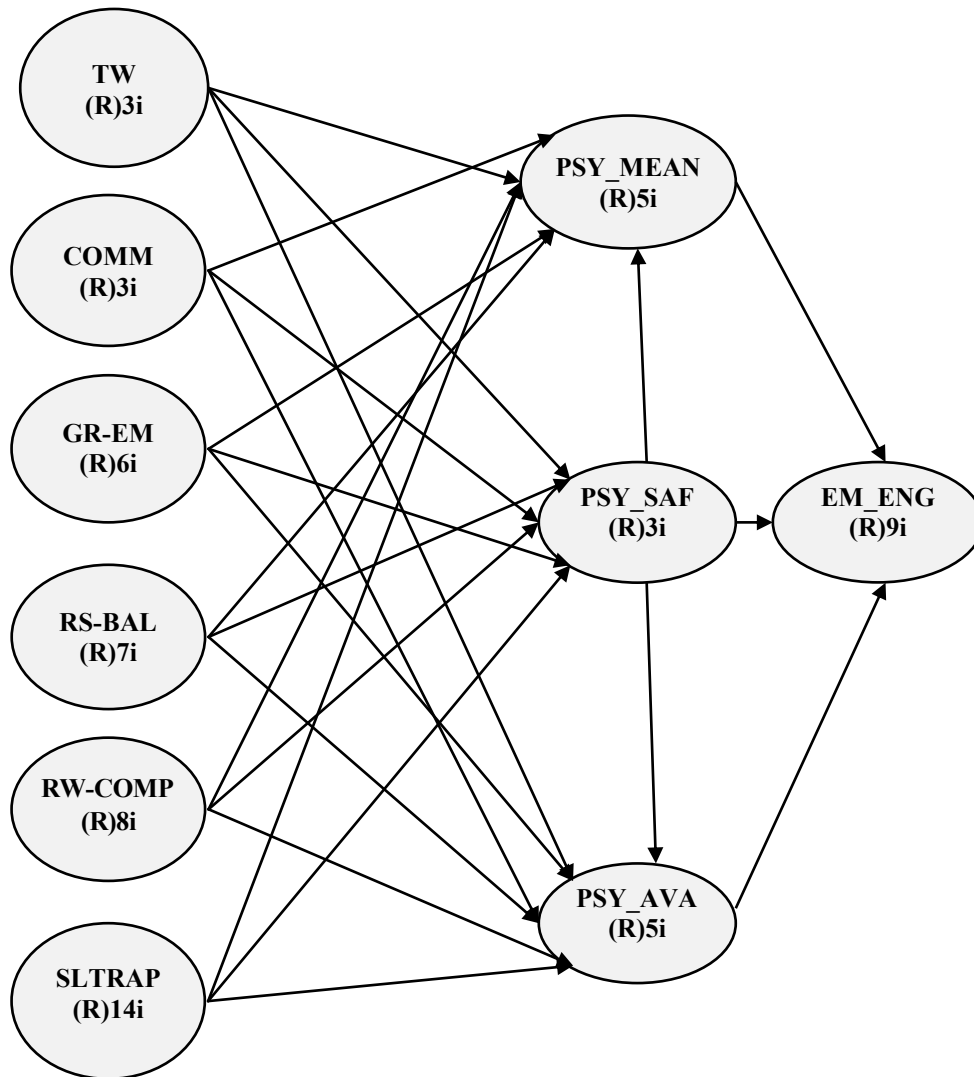 TW
(R)3i
COMM
(R)3i
GR-EM
(R)6i
RS-BAL
(R)7i
RW-COMP
(R)8i
SLTRAP
(R)14i
PSY_MEAN
(R)5i
PSY_SAF
(R)3i
PSY_AVA
(R)5i
EM_ENG
(R)9i